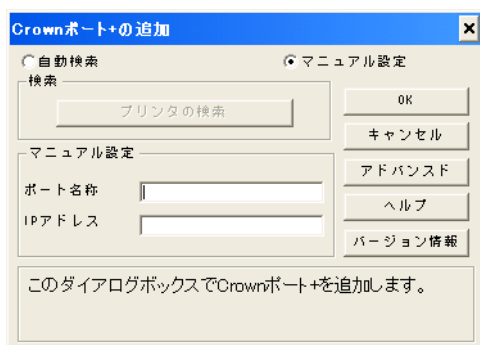 Crownポート+の追加
自動検索
マニュアル設定
検索
プリンタの検索
OK
キャンセル
マニュアル設定
アドバンスド
ポート名称
ヘルプ
IPアドレス
バージョン情報
このダイアログボックスでCrownポート+を追加します。